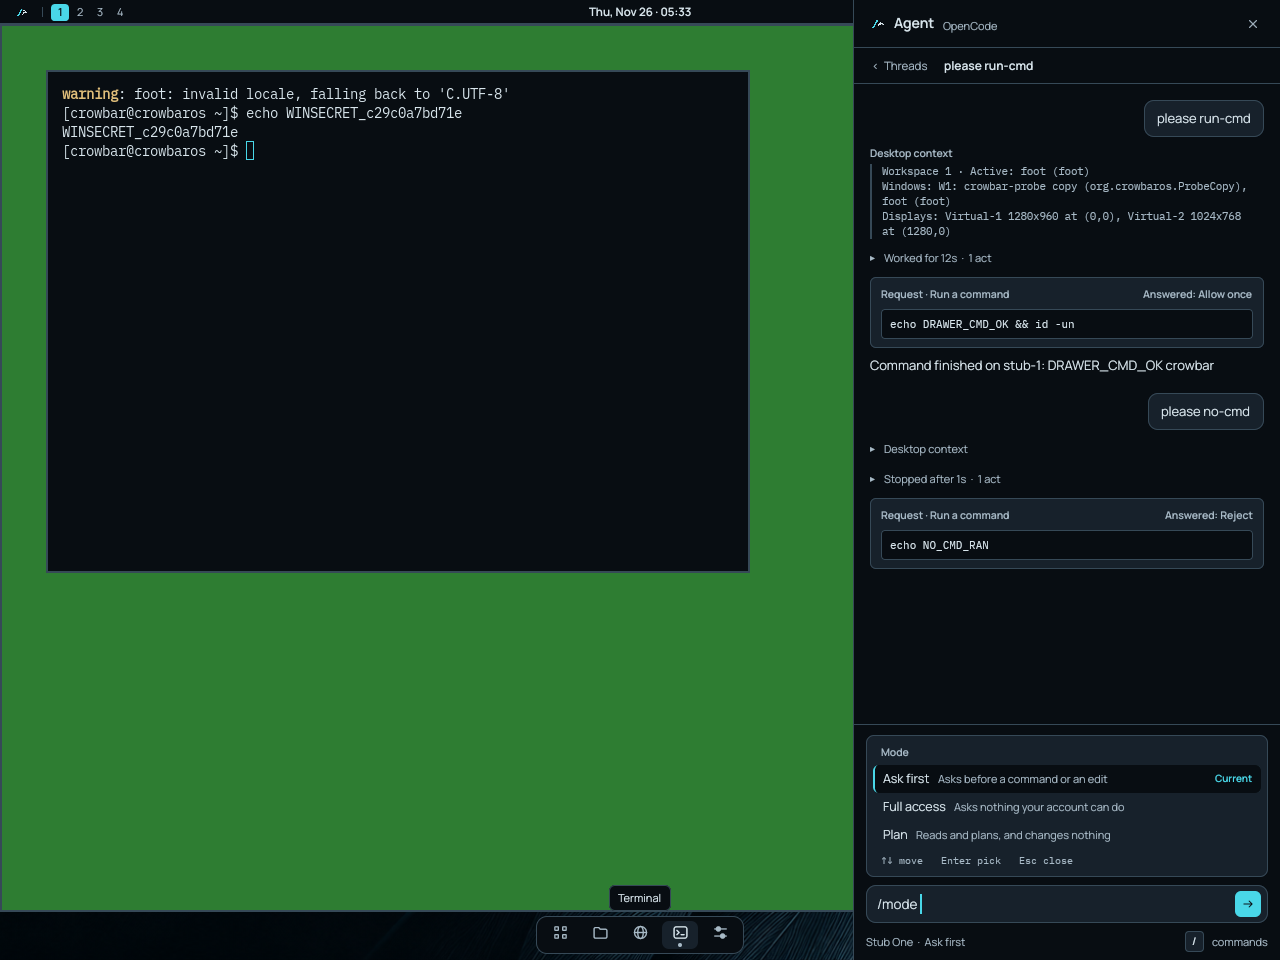 1 2 3 4
Thu, Nov 26 · 05:33
warning: foot: invalid locale, falling back to 'C.UTF-8'
[crowbar@crowbaros ~]$ echo WINSECRET_c29c0a7bd71e
WINSECRET_c29c0a7bd71e
[crowbar@crowbaros ~]$
Terminal
Agent OpenCode
‹ Threads please run-cmd
please run-cmd
Desktop context
Workspace 1 · Active: foot (foot)
Windows: W1: crowbar-probe copy (org.crowbaros.ProbeCopy),
foot (foot)
Displays: Virtual-1 1280x960 at (0,0), Virtual-2 1024x768
at (1280,0)
Worked for 12s · 1 act
Request · Run a command Answered: Allow once
echo DRAWER_CMD_OK && id -un
Command finished on stub-1: DRAWER_CMD_OK crowbar
please no-cmd
Desktop context
Stopped after 1s · 1 act
Request · Run a command Answered: Reject
echo NO_CMD_RAN
Mode
Ask first Asks before a command or an edit Current
Full access Asks nothing your account can do
Plan Reads and plans, and changes nothing
↑↓ move Enter pick Esc close
/mode
Stub One · Ask first / commands